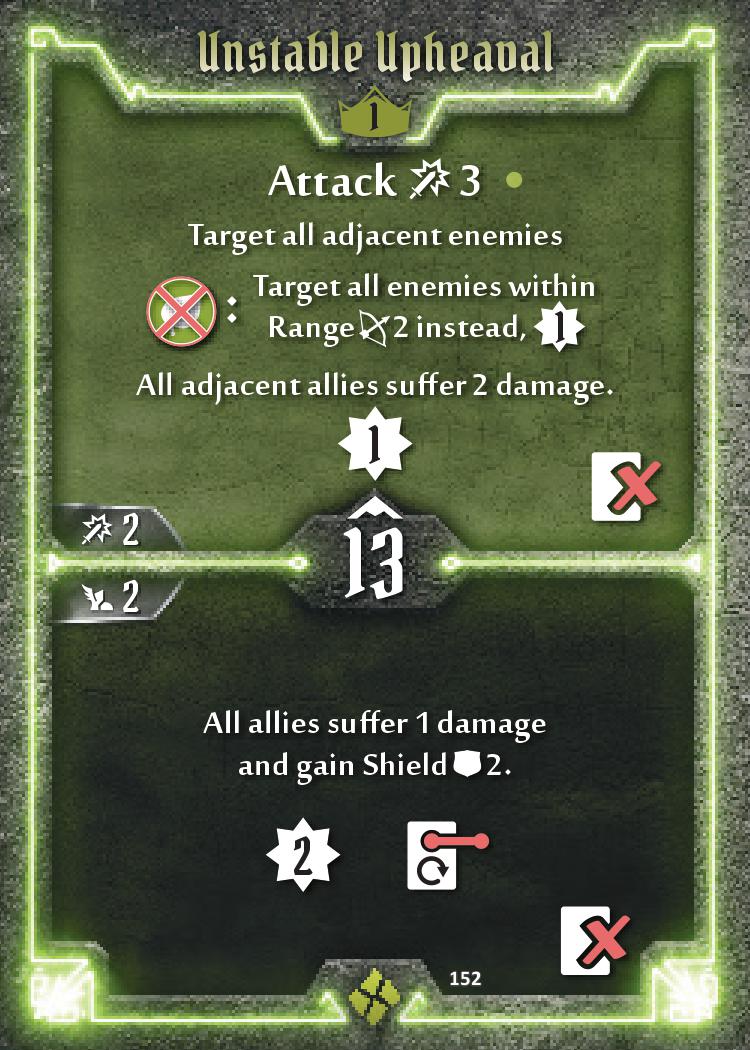 Unstable Upheaval
1
Attack 3
Target all adjacent enemies
: Target all enemies within
Range 2 instead, 1
All adjacent allies suffer 2 damage.
1
2
13
2
All allies suffer 1 damage
and gain Shield 2.
2
152